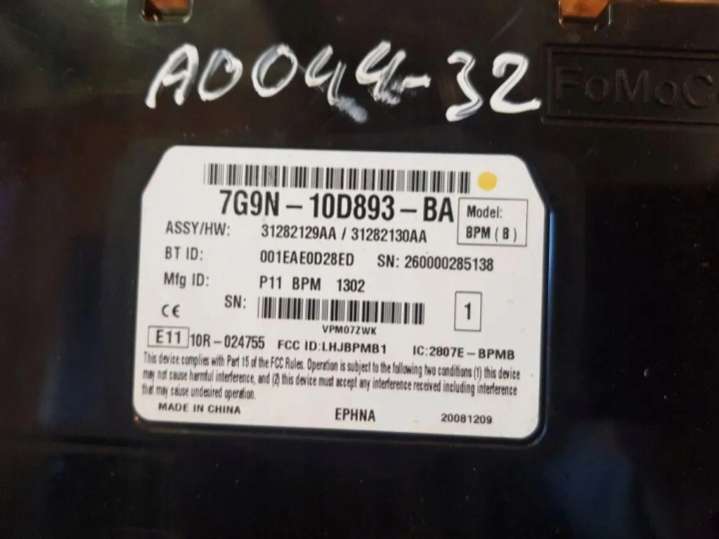 A0044-32
FoMoC
7G9N-10D893-BA
Model:
BPM (B)
ASSY/HW: 31282129AA / 31282130AA
BT ID: 001EAE0D28ED SN: 260000285138
Mfg ID: P11 BPM 1302
SN:
VPM07ZWK
1
CE
E11 10R-024755 FCC ID:LHJBPMB1 IC:2807E-BPMB
This device complies with Part 15 of the FCC Rules. Operation is subject to the following two conditions (1) this device
may not cause harmful interference, and (2) this device must accept any interference received including interference
that may cause undesired operation.
MADE IN CHINA EPHNA 20081209